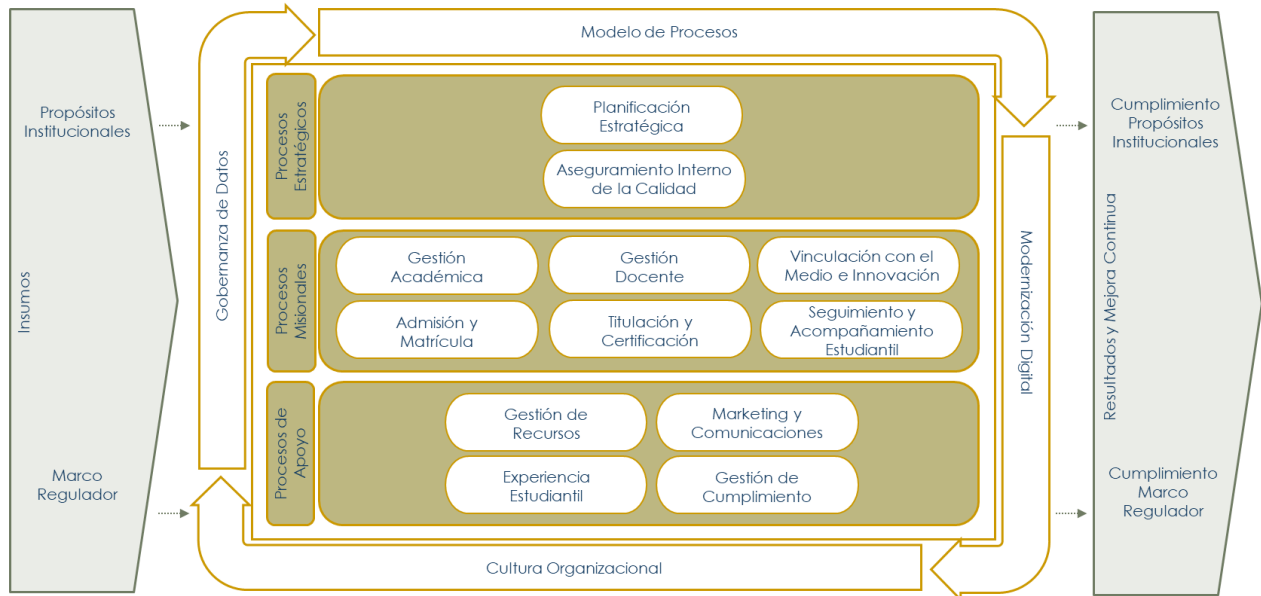 Modelo de Procesos
Propósitos
Institucionales
Insumos
Marco
Regulador
Gobernanza de Datos
Procesos
Estratégicos
Planificación
Estratégica
Aseguramiento Interno
de la Calidad
Procesos
Misionales
Gestión
Académica
Gestión
Docente
Vinculación con el
Medio e Innovación
Admisión y
Matrícula
Titulación y
Certificación
Seguimiento y
Acompañamiento
Estudiantil
Procesos de
Apoyo
Gestión de
Recursos
Marketing y
Comunicaciones
Experiencia
Estudiantil
Gestión de
Cumplimiento
Modernización Digital
Cultura Organizacional
Cumplimiento
Propósitos
Institucionales
Resultados y Mejora Continua
Cumplimiento
Marco
Regulador